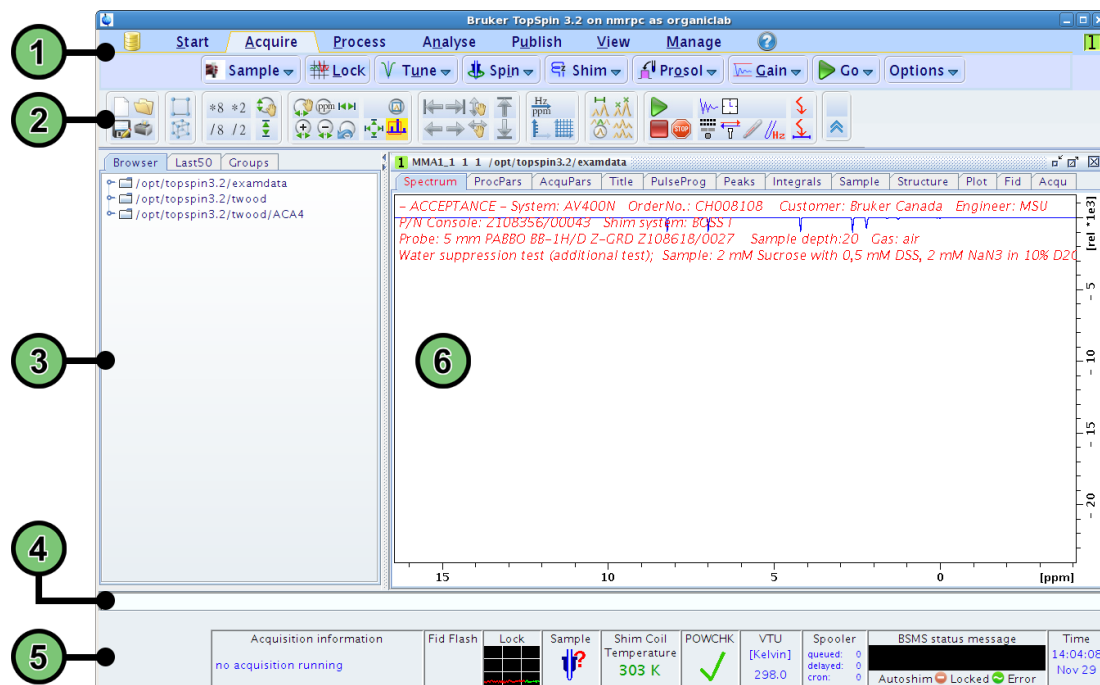 Bruker TopSpin 3.2 on nmrpc as organiclab
1
Start Acquire Process Analyse Publish View Manage ? 1
Sample Lock Tune Spin Shim Prosol Gain Go Options
2
*8 *2 ppm Hz ppm
/8 /2 STOP Hz
Browser Last50 Groups
/opt/topspin3.2/examdata
/opt/topspin3.2/twood
/opt/topspin3.2/twood/ACA4
1 MMA1_1 1 1 /opt/topspin3.2/examdata
Spectrum ProcPars AcquPars Title PulseProg Peaks Integrals Sample Structure Plot Fid Acqu
- ACCEPTANCE - System: AV400N OrderNo.: CH008108 Customer: Bruker Canada Engineer: MSU
P/N Console: Z108356/00043 Shim system: BOSS I
Probe: 5 mm PABBO BB-1H/D Z-GRD Z108618/0027 Sample depth:20 Gas: air
Water suppression test (additional test); Sample: 2 mM Sucrose with 0,5 mM DSS, 2 mM NaN3 in 10% D2O
[rel *1e3]
- 5
- 10
- 15
- 20
3
6
15 10 5 0 [ppm]
4
5
Acquisition information
no acquisition running
Fid Flash
Lock
Sample
?
Shim Coil
Temperature
303 K
POWCHK
VTU
[Kelvin]
298.0
Spooler
queued: 0
delayed: 0
cron: 0
BSMS status message
Autoshim Locked Error
Time
14:04:08
Nov 29